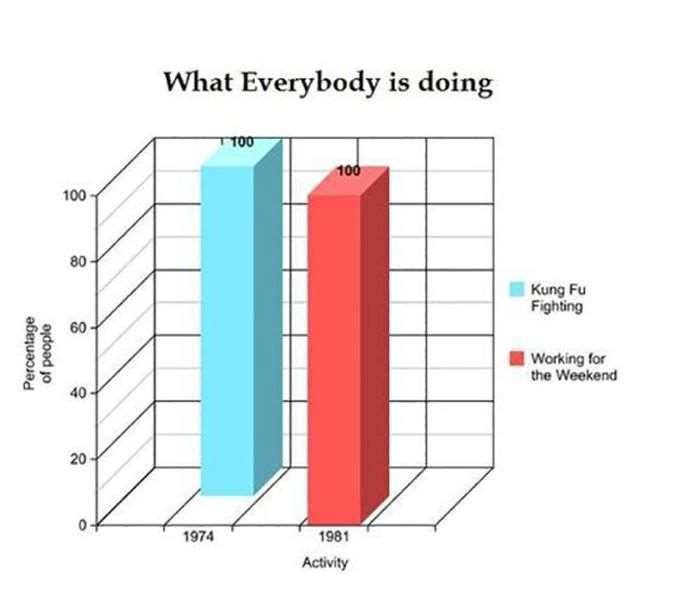 What Everybody is doing
100
100
100
80
60
40
20
0
Percentage
of people
1974
1981
Activity
Kung Fu
Fighting
Working for
the Weekend